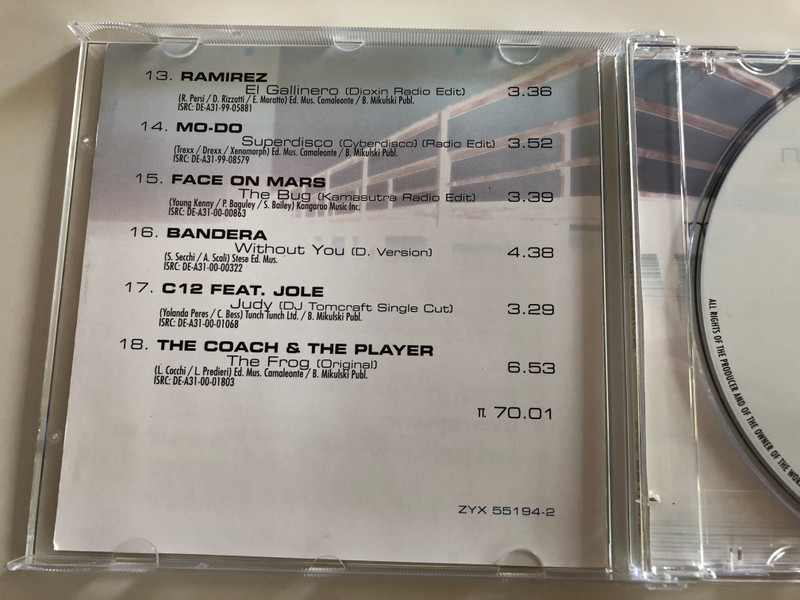 13. RAMIREZ
El Gallinero (Dioxin Radio Edit) 3.36
(R. Persi / D. Rizzatti / E. Moratto) Ed. Mus. Camaleonte / B. Mikulski Publ.
ISRC: DE-A31-99-05881
14. MO-DO
Superdisco (Cyberdisco) (Radio Edit) 3.52
(Trexx / Drexx / Xenomorph) Ed. Mus. Camaleonte / B. Mikulski Publ.
ISRC: DE-A31-99-08579
15. FACE ON MARS
The Bug (Kamasutra Radio Edit) 3.39
(Young Kenny / P. Baguley / S. Bailey) Kangaroo Music Inc.
ISRC: DE-A31-00-00863
16. BANDERA
Without You (D. Version) 4.38
(S. Secchi / A. Scali) Stese Ed. Mus.
ISRC: DE-A31-00-00322
17. C12 FEAT. JOLE
Judy (DJ Tomcraft Single Cut) 3.29
(Yolanda Peres / C. Bess) Tunch Tunch Ltd. / B. Mikulski Publ.
ISRC: DE-A31-00-01068
18. THE COACH & THE PLAYER
The Frog (Original) 6.53
(L. Cocchi / L. Predieri) Ed. Mus. Camaleonte / B. Mikulski Publ.
ISRC: DE-A31-00-01803
TT. 70.01
ZYX 55194-2
ALL RIGHTS OF THE PRODUCER AND OF THE OWNER OF THE WORK